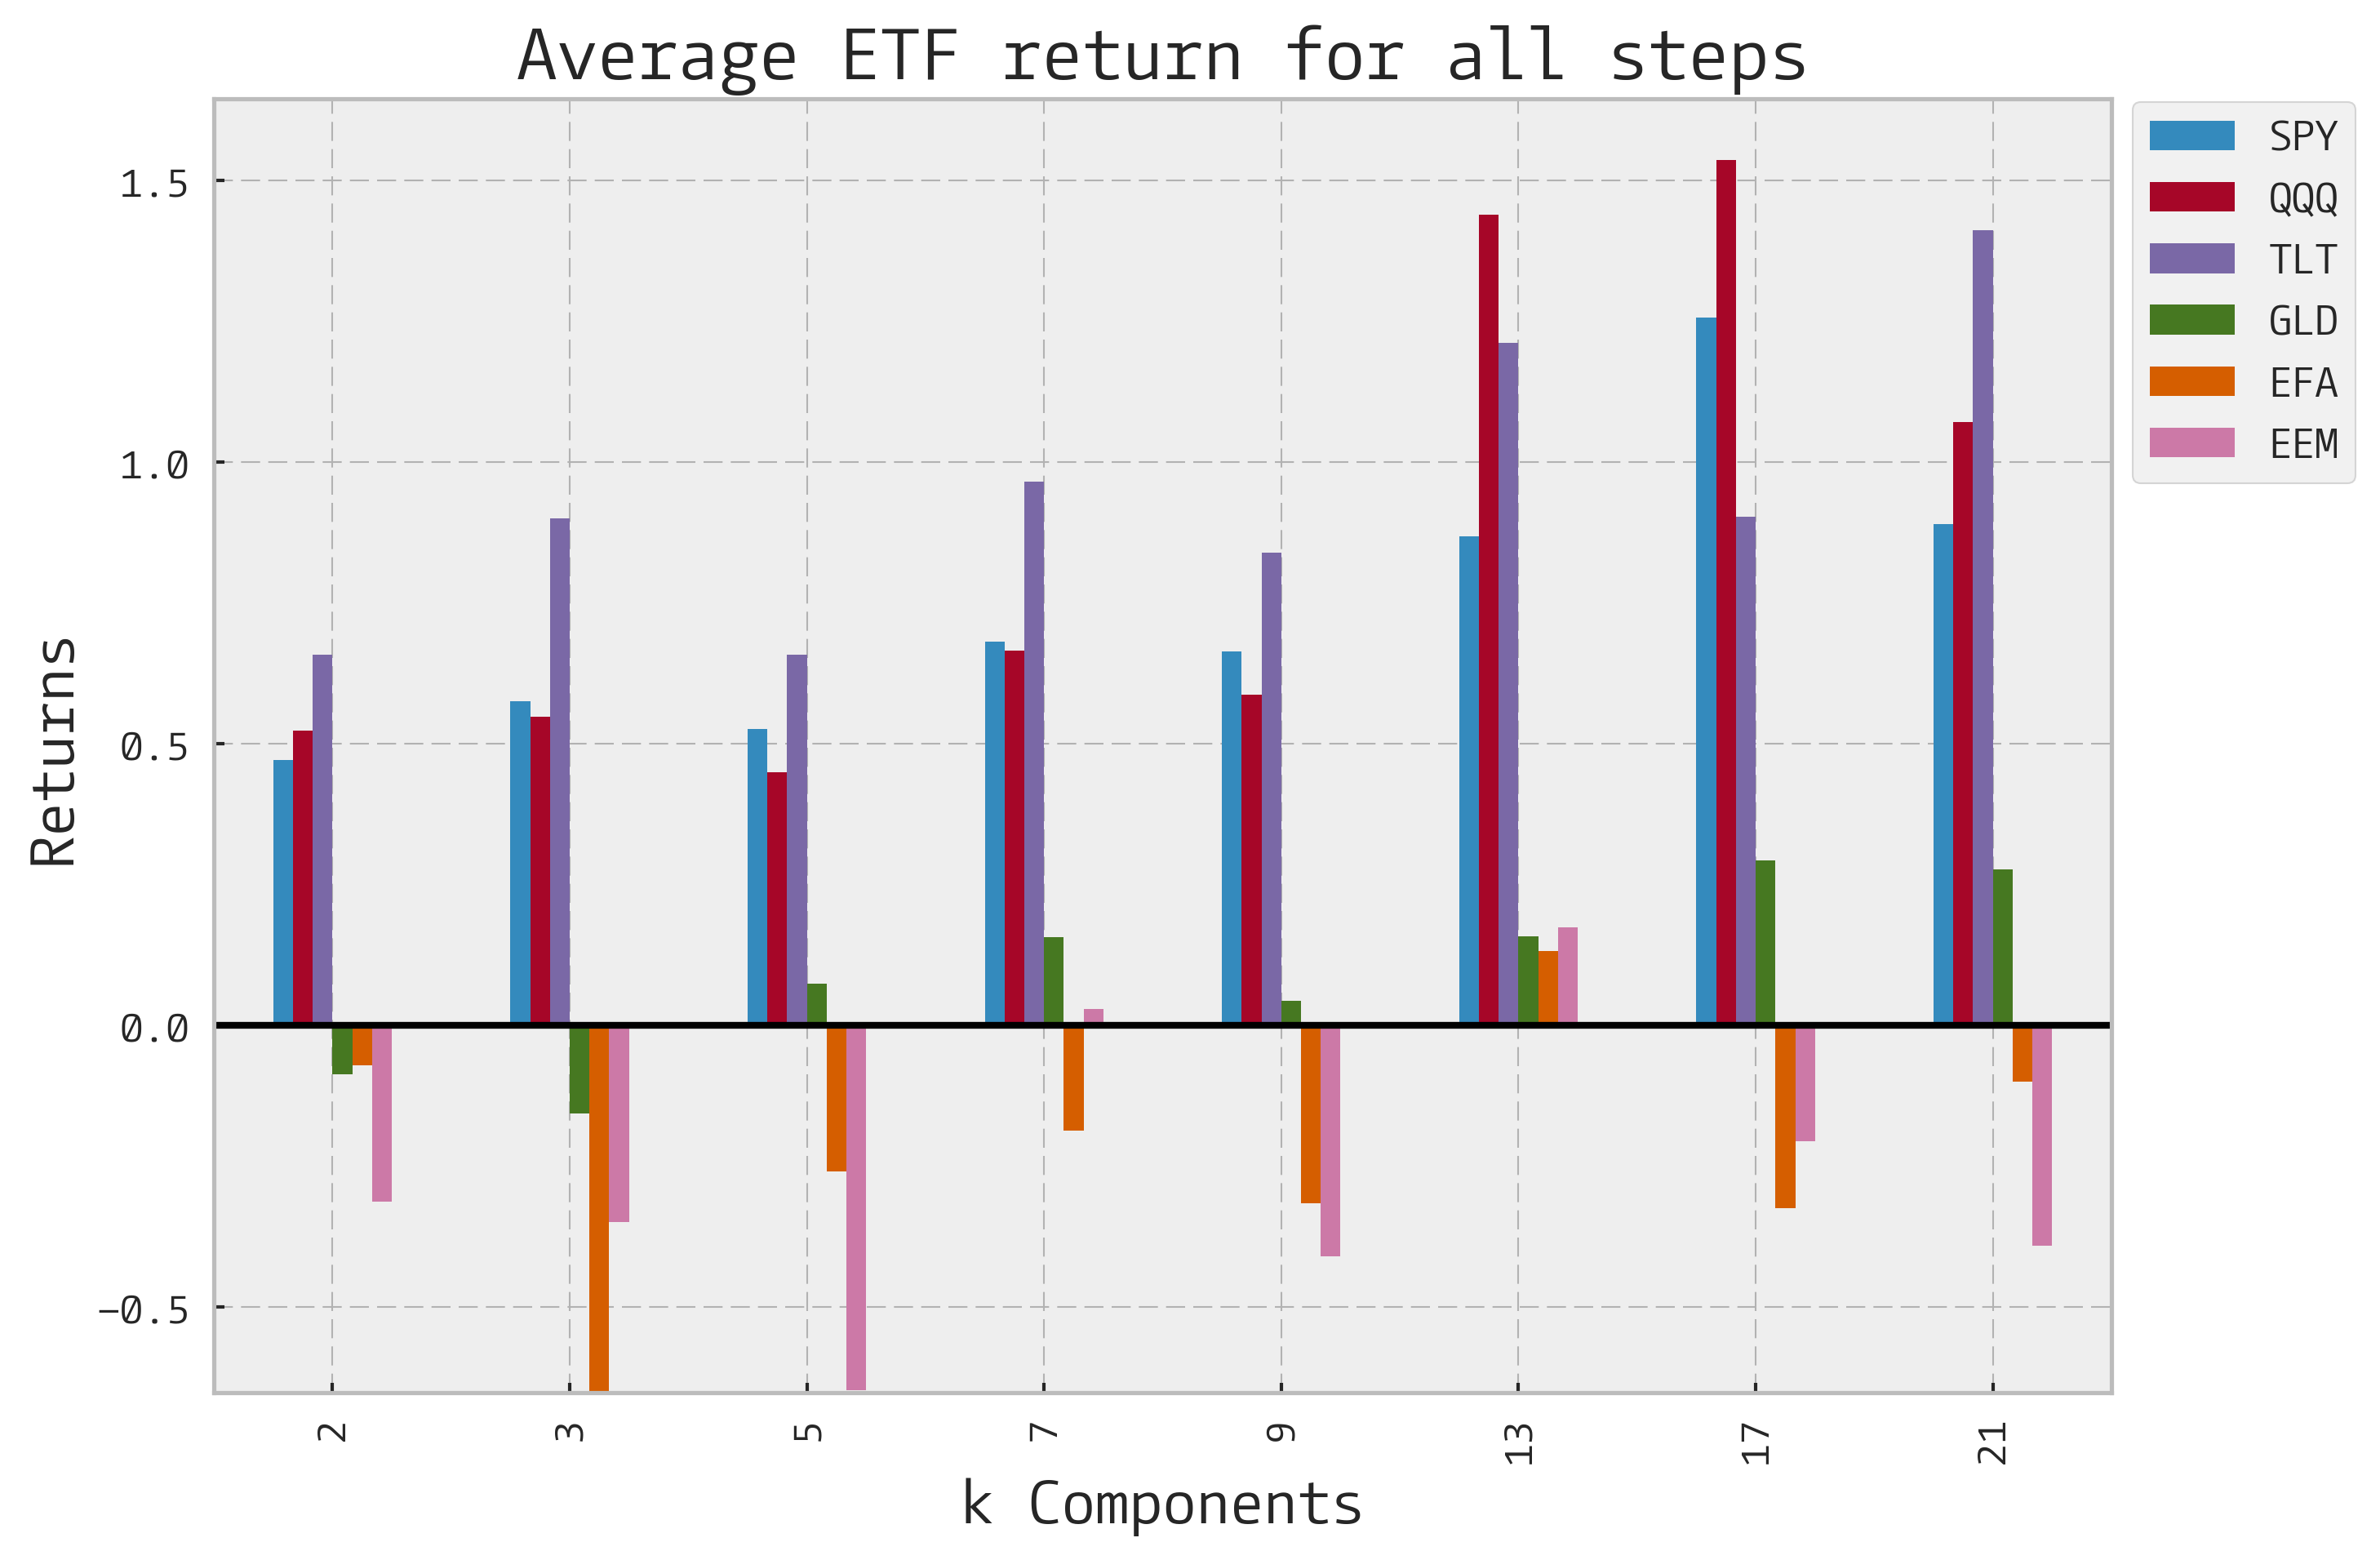 Average ETF return for all steps
SPY
QQQ
TLT
GLD
EFA
EEM
Returns
1.5
1.0
0.5
0.0
−0.5
2
3
5
7
9
13
17
21
k Components